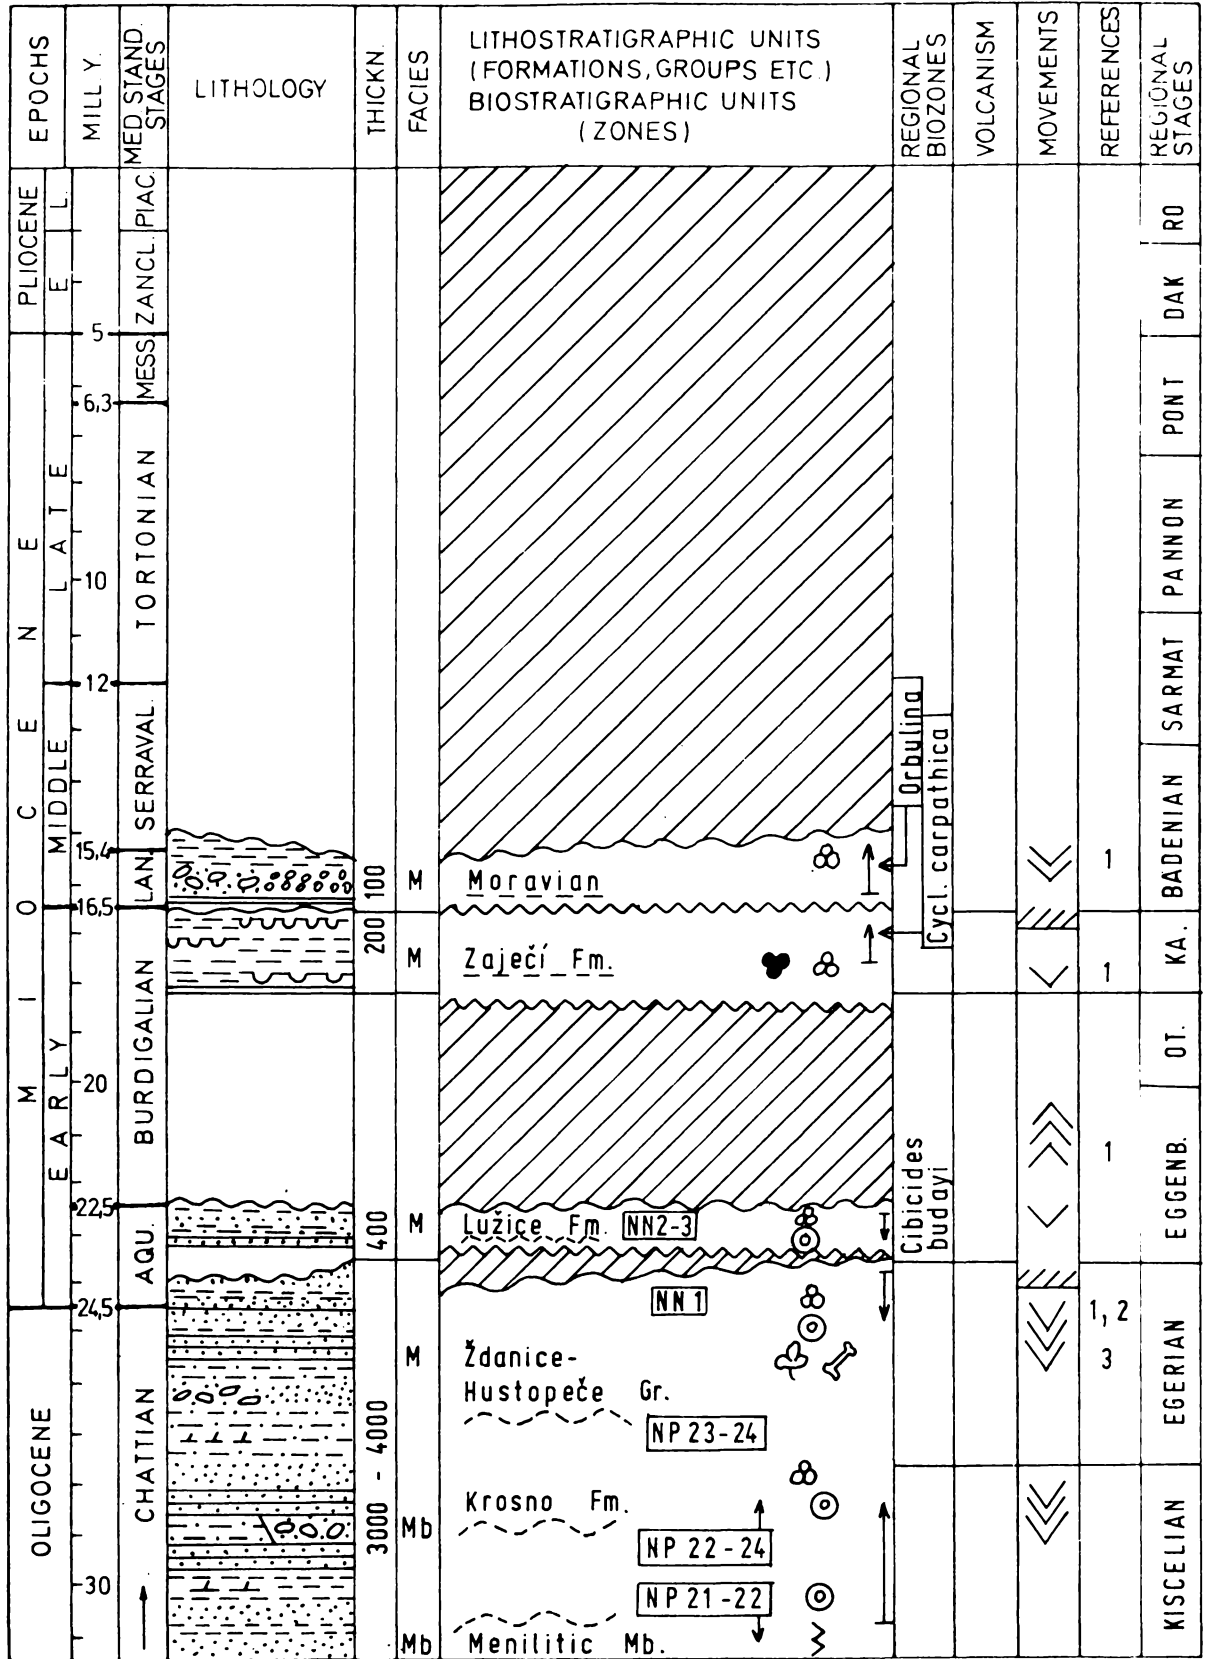 EPOCHS
MILL.Y.
MED.STAND.
STAGES
LITHOLOGY
THICKN.
FACIES
LITHOSTRATIGRAPHIC UNITS
(FORMATIONS, GROUPS ETC.)
BIOSTRATIGRAPHIC UNITS
(ZONES)
REGIONAL
BIOZONES
VOLCANISM
MOVEMENTS
REFERENCES
REGIONAL
STAGES
PLIOCENE
L.
E
MIOCENE
LATE
MIDDLE
EARLY
OLIGOCENE
5
6,3
10
12
15,4
16,5
20
22,5
24,5
30
PIAC.
ZANCL.
MESS.
TORTONIAN
SERRAVAL.
LAN.
BURDIGALIAN
AQU.
CHATTIAN
100
200
400
3000 - 4000
M
M
M
M
Mb
Mb
Moravian
Zaječí Fm.
Lužice Fm. NN2-3
NN 1
Ždanice-
Hustopeče Gr.
NP 23-24
Krosno Fm.
NP 22-24
NP 21-22
Menilitic Mb.
Orbulina
Cycl. carpathica
Cibicides
budayi
1
1
1
1, 2
3
RO
DAK
PONT
PANNON
SARMAT
BADENIAN
KA.
OT.
EGGENB.
EGERIAN
KISCELIAN